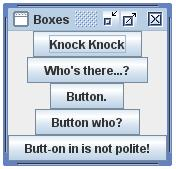 Boxes
Knock Knock
Who's there...?
Button.
Button who?
Butt-on in is not polite!